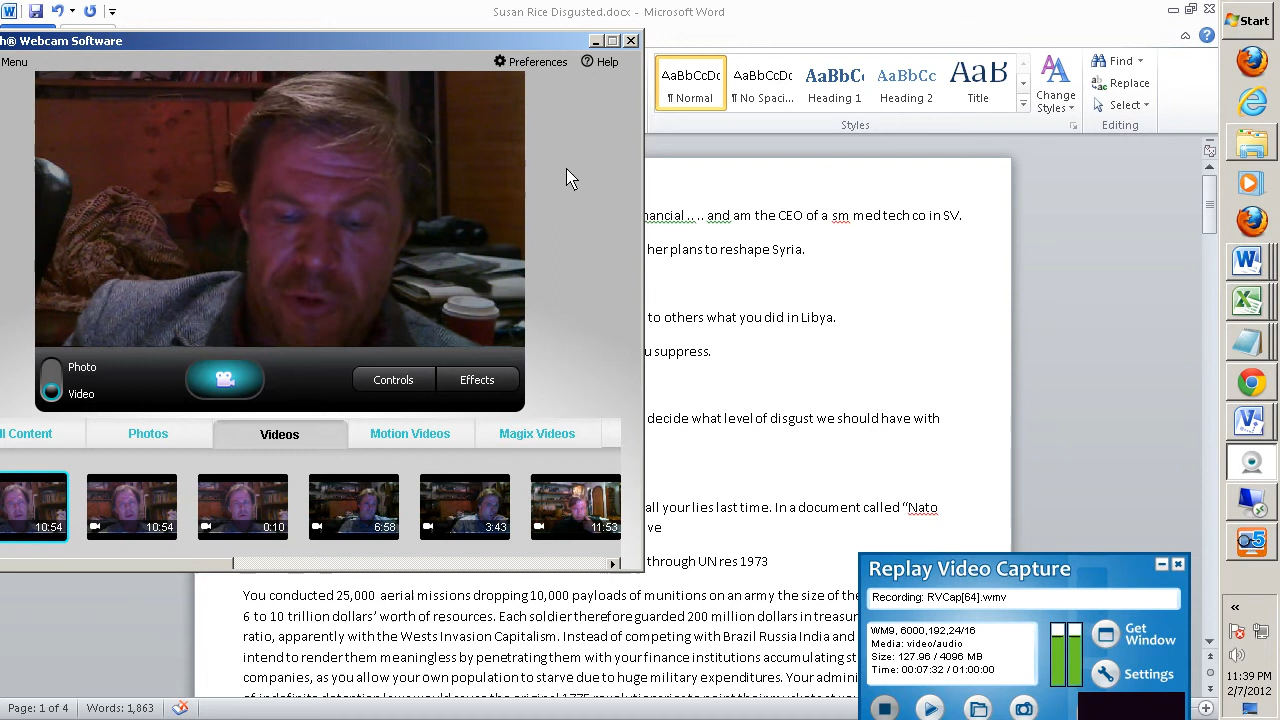 Susan Rice Disgusted.docx - Microsoft Word
h® Webcam Software
Menu
Preferences
Help
Photo
Video
Controls
Effects
ll Content
Photos
Videos
Motion Videos
Magix Videos
10:54
10:54
0:10
6:58
3:43
11:53
AaBbCcDc
AaBbCcDc
AaBbCc
AaBbCc
AaB
¶ Normal
¶ No Spaci...
Heading 1
Heading 2
Title
Change
Styles
Styles
Find
Replace
Select
Editing
nancial .. .. and am the CEO of a sm med tech co in SV.
her plans to reshape Syria.
to others what you did in Libya.
u suppress.
decide what level of disgust we should have with
all your lies last time. In a document called “Nato
ve
through UN res 1973
You conducted 25,000 aerial missions dropping 10,000 payloads of munitions on an army the size of the
6 to 10 trillion dollars’ worth of resources. Each soldier therefore guarded 200 million dollars in treasur
ratio, apparently with the Wests Invasion Capitalism. Instead of competing with Brazil Russia India and
intend to render them meaningless by penetrating them with your finance institutions accumulating st
companies, as you allow your own population to starve due to huge military expenditures. Your admini
Replay Video Capture
Recording: RVCap[64].wmv
WM9, 6000,192,24/16
Media: video/audio
Size: 127.96 / 4096 MB
Time: 00:07:32 / 01:00:00
Get
Window
Settings
Page: 1 of 4
Words: 1,863
Start
11:39 PM
2/7/2012